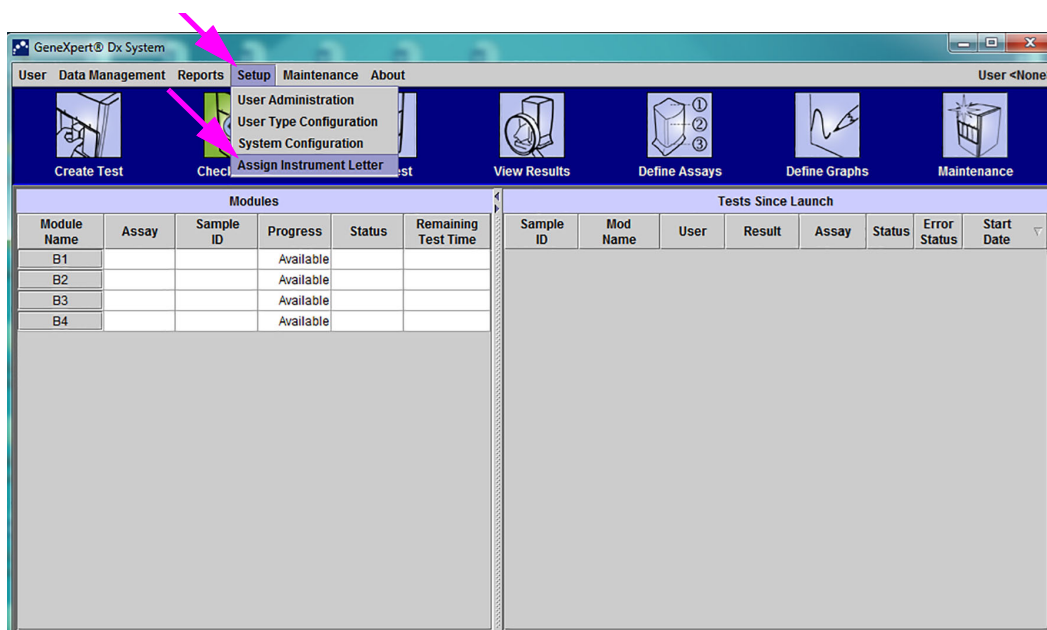 GeneXpert® Dx System
User Data Management Reports Setup Maintenance About User <None
User Administration
User Type Configuration
System Configuration
Assign Instrument Letter
Create Test
View Results
Define Assays
Define Graphs
Maintenance
Modules
Module Name Assay Sample ID Progress Status Remaining Test Time
B1 Available
B2 Available
B3 Available
B4 Available
Tests Since Launch
Sample ID Mod Name User Result Assay Status Error Status Start Date